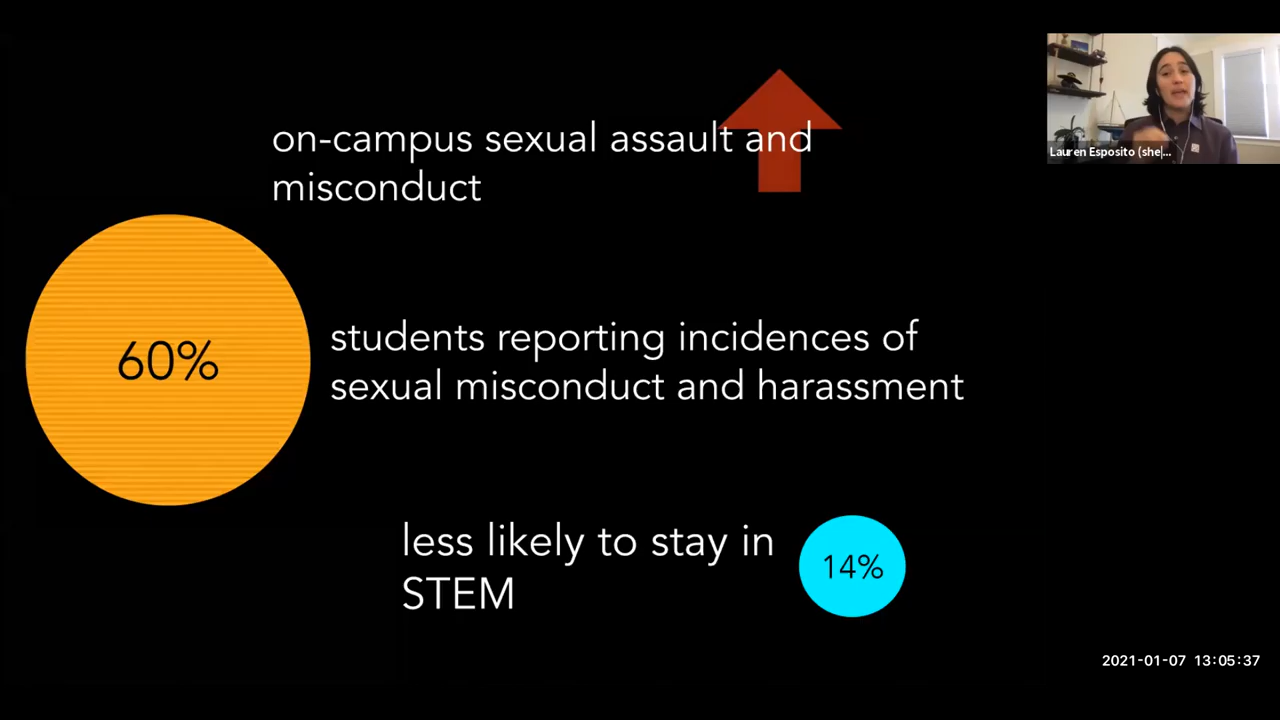 on-campus sexual assault and
misconduct
60%
students reporting incidences of
sexual misconduct and harassment
less likely to stay in
STEM
14%
Lauren Esposito (she|...
2021-01-07 13:05:37